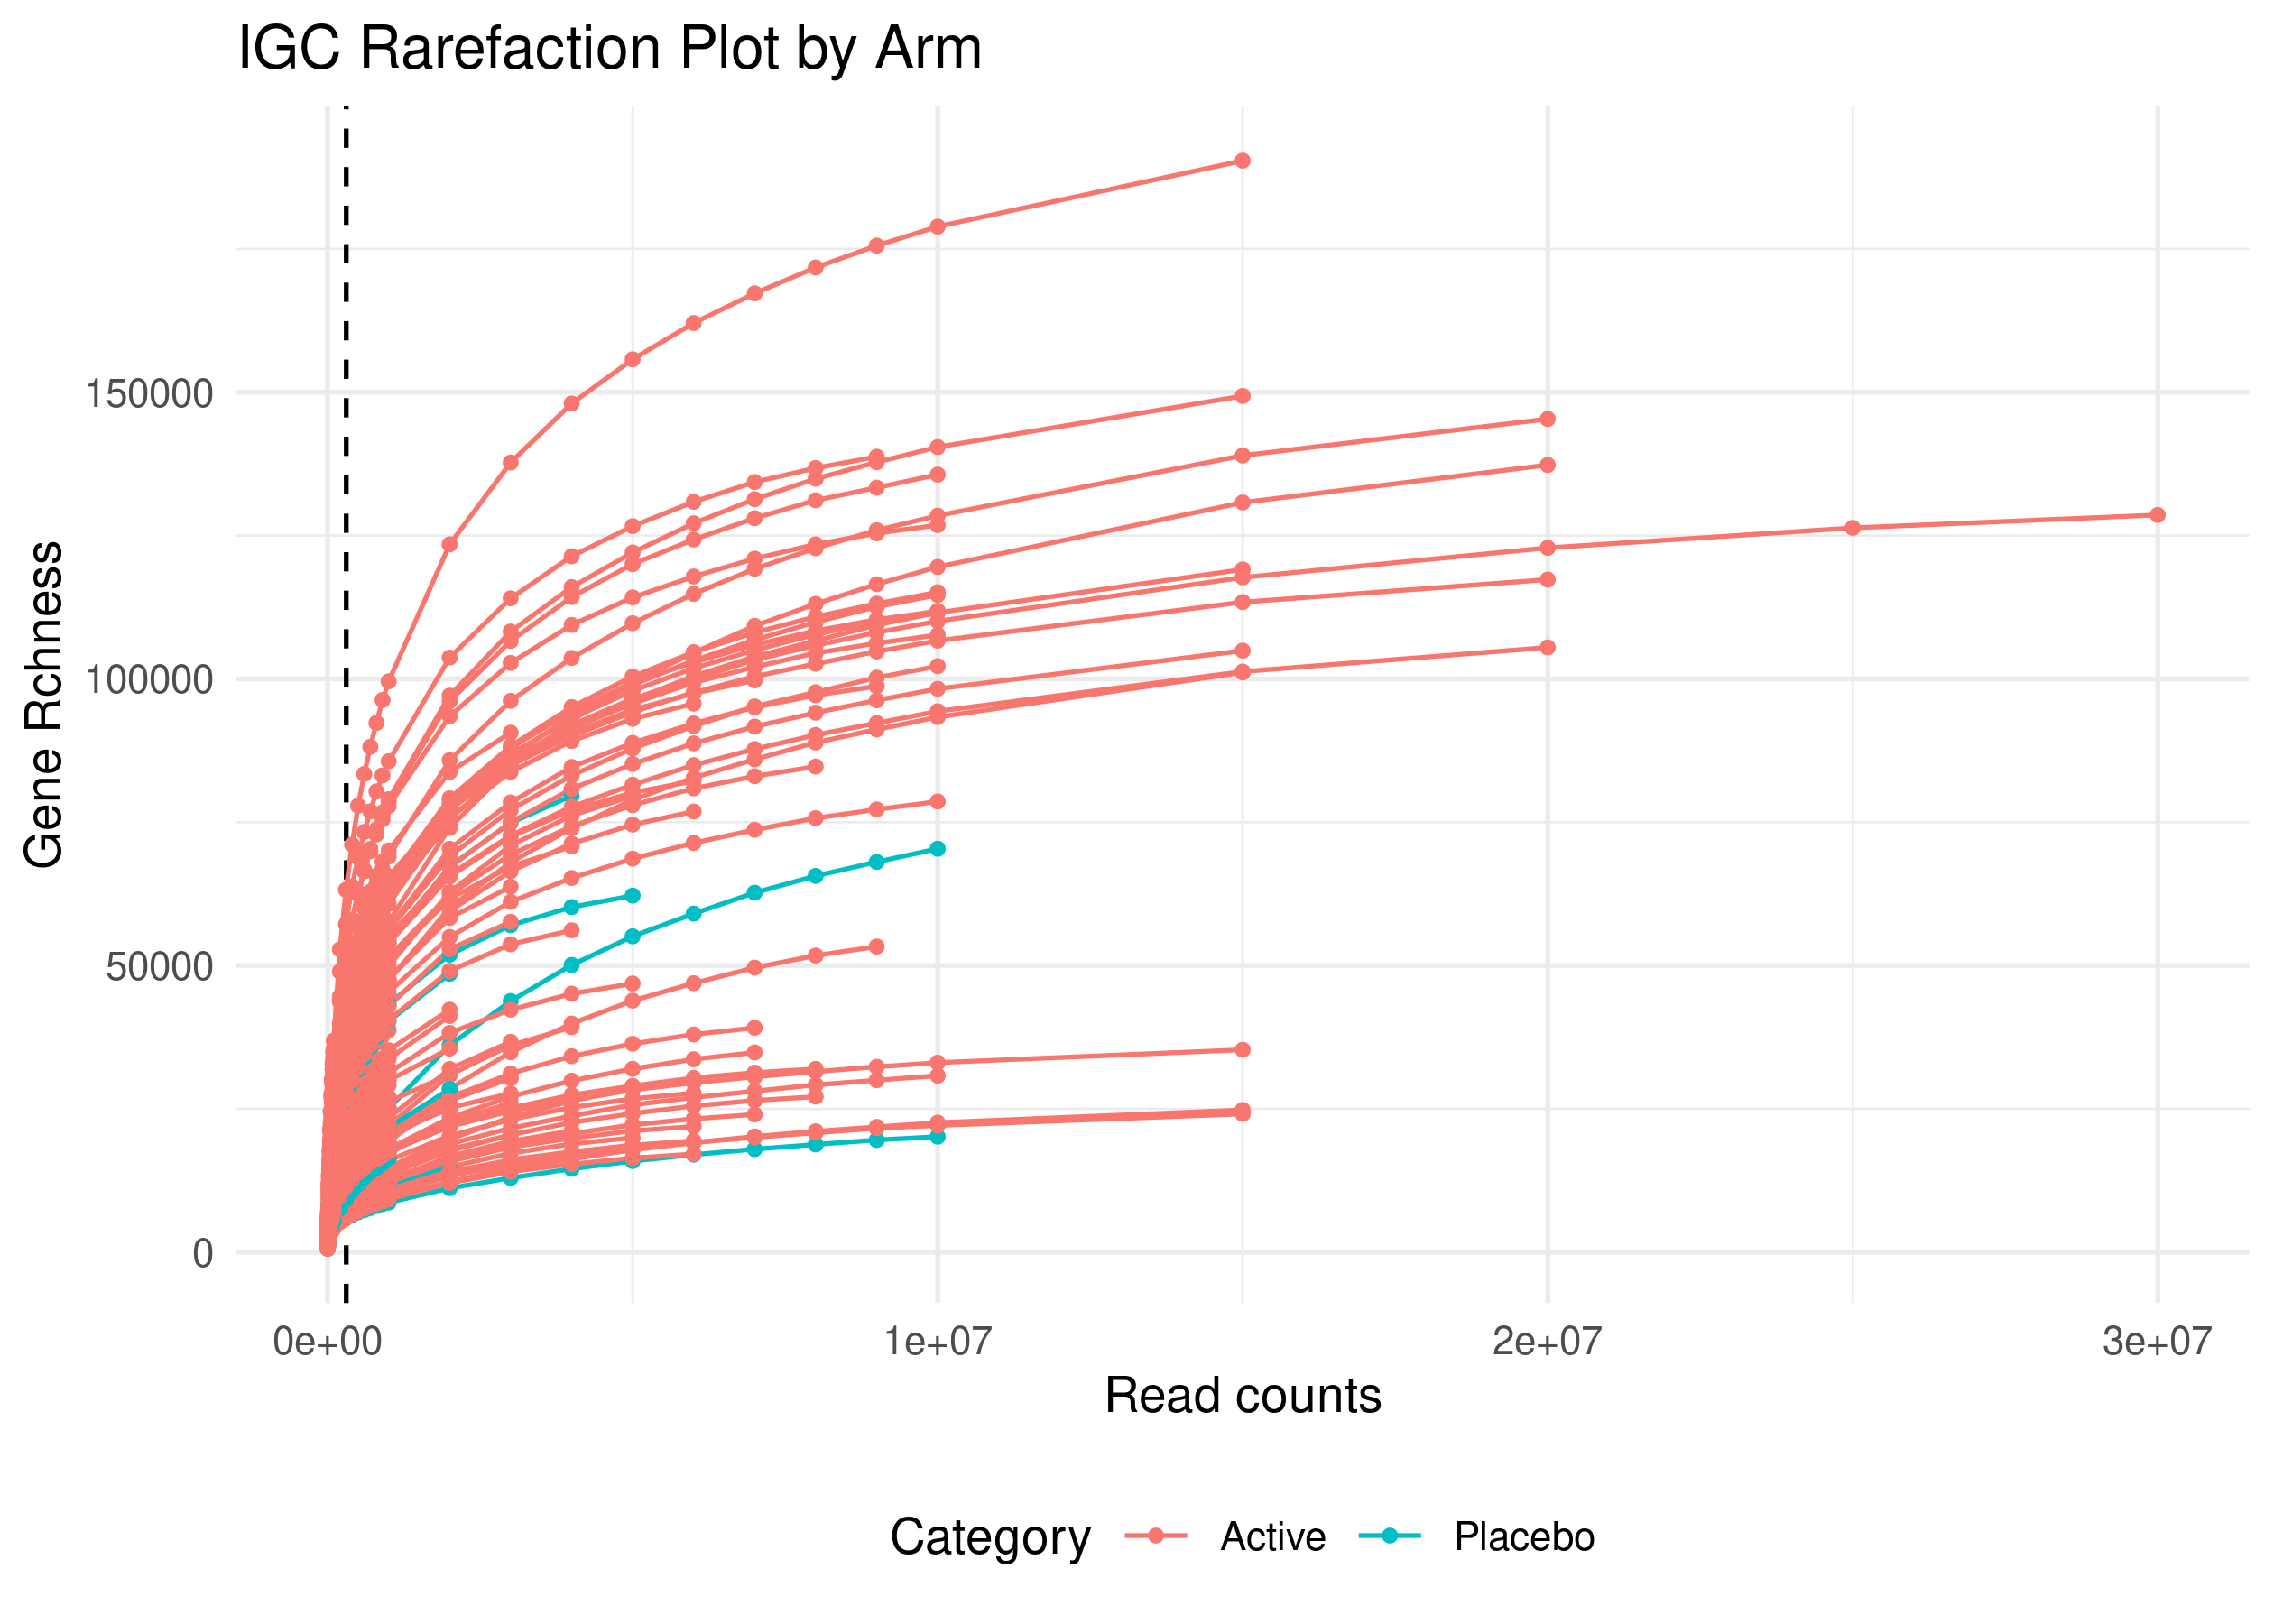 IGC Rarefaction Plot by Arm
Gene Rchness
150000
100000
50000
0
0e+00 1e+07 2e+07 3e+07
Read counts
Category Active Placebo